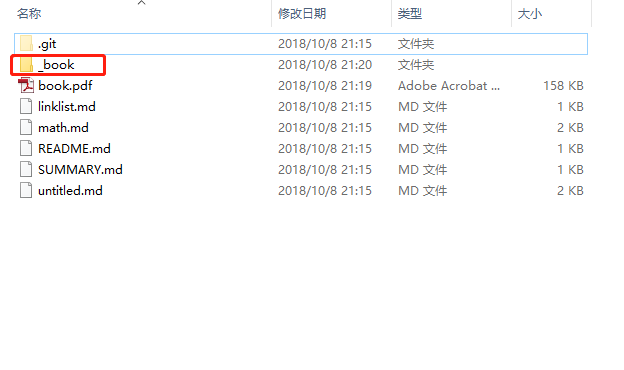 名称 修改日期 类型 大小
.git 2018/10/8 21:15 文件夹
_book 2018/10/8 21:20 文件夹
book.pdf 2018/10/8 21:19 Adobe Acrobat ... 158 KB
linklist.md 2018/10/8 21:15 MD 文件 1 KB
math.md 2018/10/8 21:15 MD 文件 2 KB
README.md 2018/10/8 21:15 MD 文件 1 KB
SUMMARY.md 2018/10/8 21:15 MD 文件 1 KB
untitled.md 2018/10/8 21:15 MD 文件 2 KB